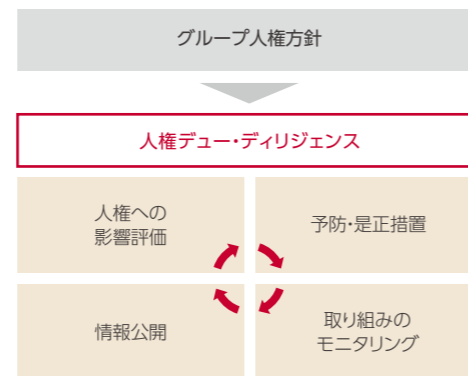 グループ人権方針
人権デュー・ディリジェンス
人権への
影響評価
予防・是正措置
情報公開
取り組みの
モニタリング